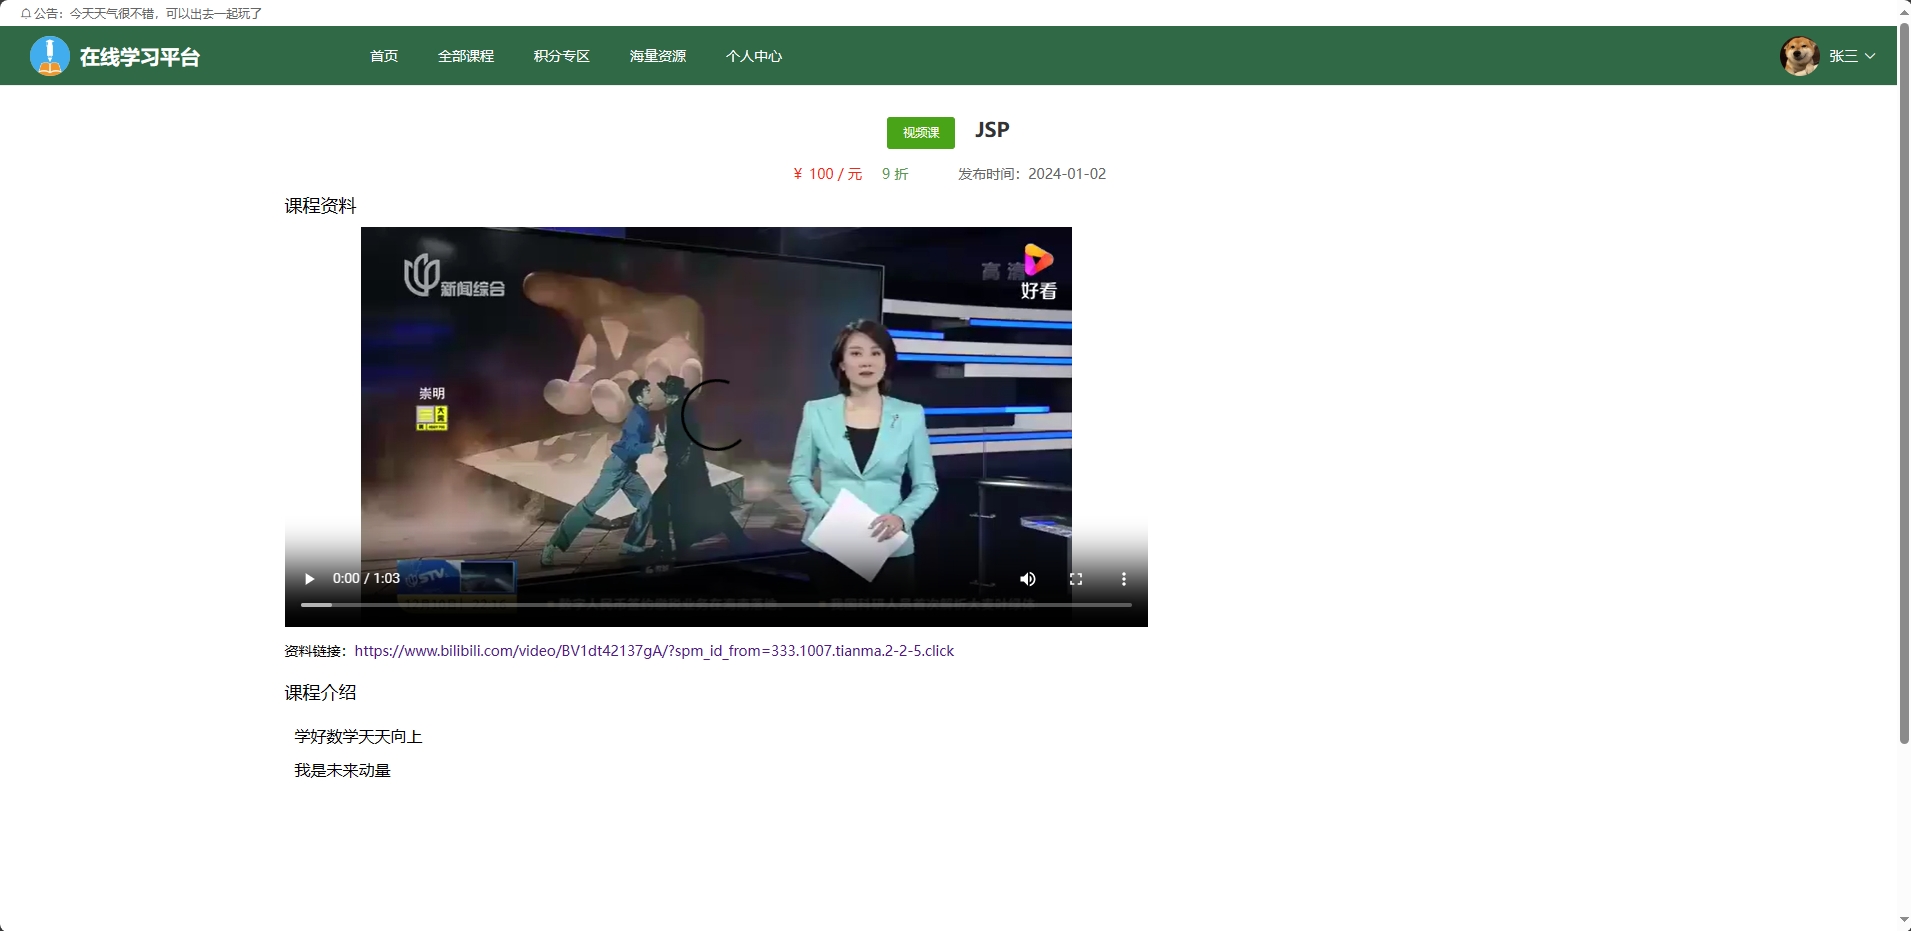 公告：今天天气很不错，可以出去一起玩了
在线学习平台
首页 全部课程 积分专区 海量资源 个人中心
张三
视频课 JSP
¥ 100 / 元 9 折 发布时间：2024-01-02
课程资料
新闻综合
高清
好看
崇明
0:00 / 1:03
资料链接：https://www.bilibili.com/video/BV1dt42137gA/?spm_id_from=333.1007.tianma.2-2-5.click
课程介绍
学好数学天天向上
我是未来动量